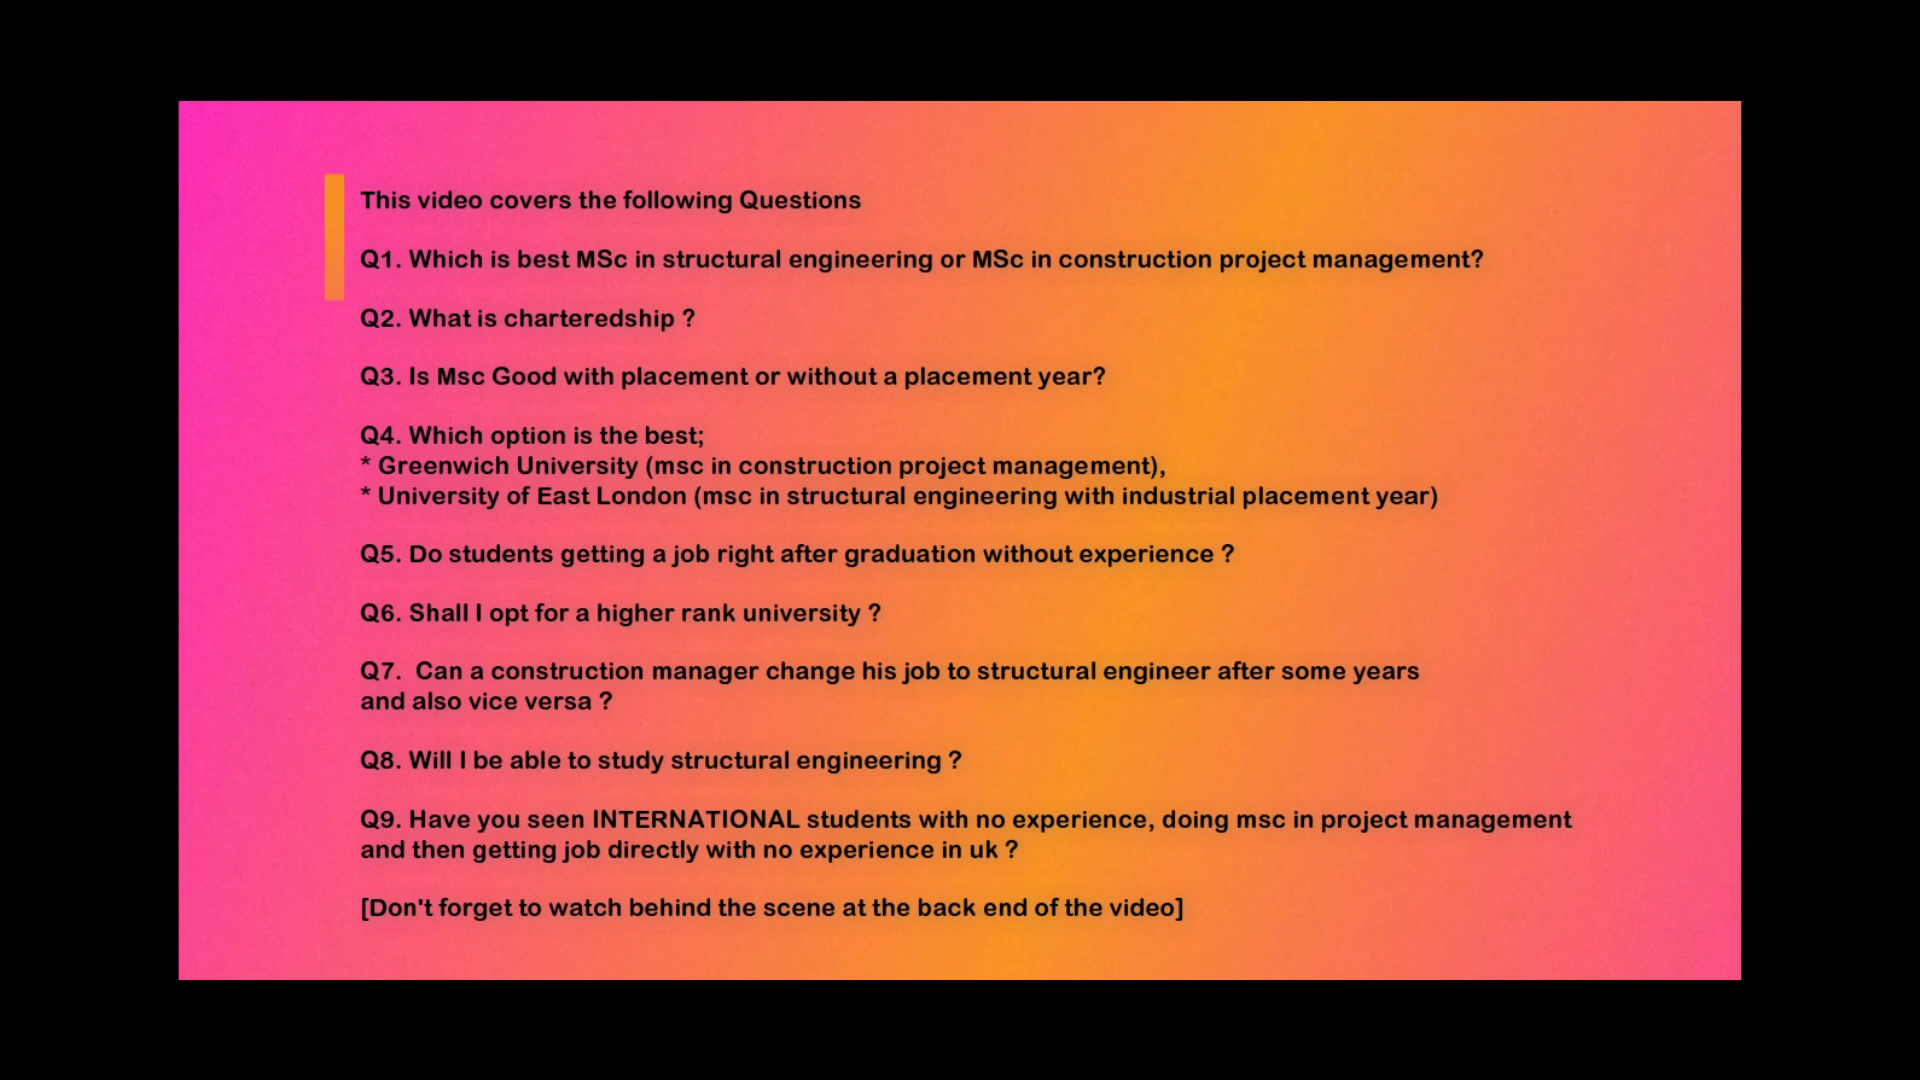 This video covers the following Questions
Q1. Which is best MSc in structural engineering or MSc in construction project management?
Q2. What is charteredship ?
Q3. Is Msc Good with placement or without a placement year?
Q4. Which option is the best;
* Greenwich University (msc in construction project management),
* University of East London (msc in structural engineering with industrial placement year)
Q5. Do students getting a job right after graduation without experience ?
Q6. Shall I opt for a higher rank university ?
Q7.  Can a construction manager change his job to structural engineer after some years
and also vice versa ?
Q8. Will I be able to study structural engineering ?
Q9. Have you seen INTERNATIONAL students with no experience, doing msc in project management
and then getting job directly with no experience in uk ?
[Don't forget to watch behind the scene at the back end of the video]